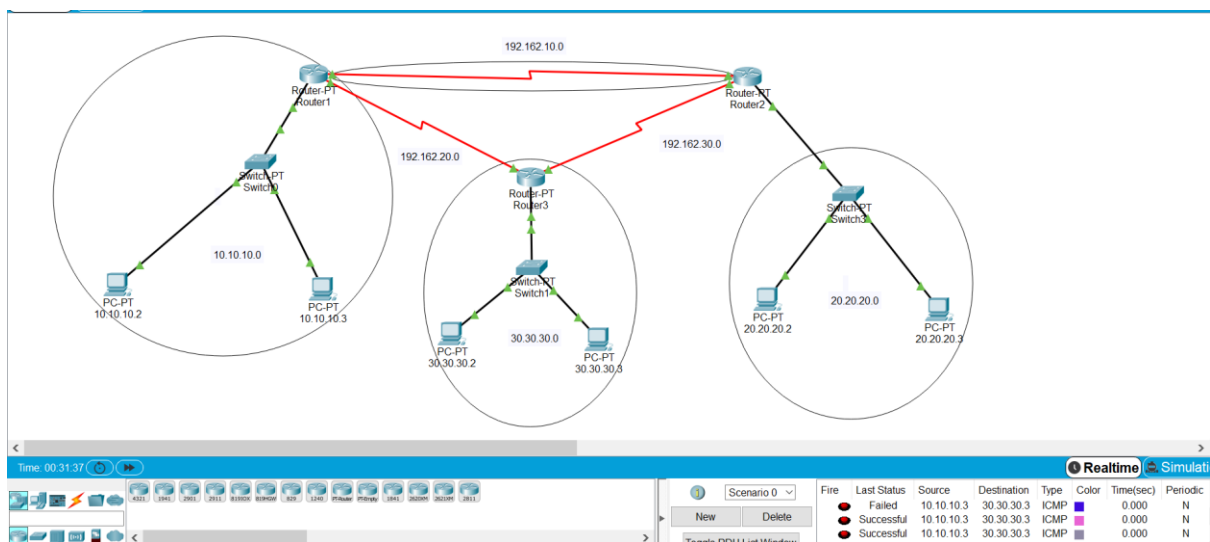 192.162.10.0
Router-PT
Router1
Router-PT
Router2
192.162.20.0
192.162.30.0
Switch-PT
Switch0
Router-PT
Router3
Switch-PT
Switch3
10.10.10.0
PC-PT
10.10.10.2
PC-PT
10.10.10.3
Switch-PT
Switch1
20.20.20.0
PC-PT
20.20.20.2
PC-PT
20.20.20.3
30.30.30.0
PC-PT
30.30.30.2
PC-PT
30.30.30.3
Time: 00:31:37
Realtime
Simulati
4321 1941 2901 2911 819IOX 819HGW 829 1240 PT-Router PT-Empty 1841 2620XM 2621XM 2811
Scenario 0
New Delete
Toggle PDU List Window
Fire Last Status Source Destination Type Color Time(sec) Periodic
Failed 10.10.10.3 30.30.30.3 ICMP 0.000 N
Successful 10.10.10.3 30.30.30.3 ICMP 0.000 N
Successful 10.10.10.3 30.30.30.3 ICMP 0.000 N